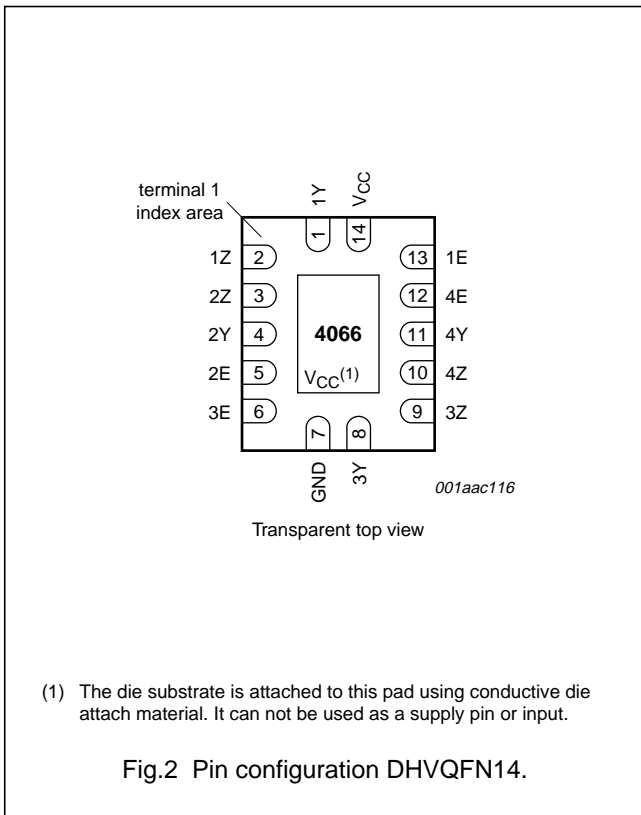 terminal 1
index area
1Y
VCC
1
14
1Z 2
13 1E
2Z 3
12 4E
2Y 4
4066
11 4Y
2E 5
VCC(1)
10 4Z
3E 6
9 3Z
7
8
GND
3Y
001aac116
Transparent top view
(1) The die substrate is attached to this pad using conductive die
attach material. It can not be used as a supply pin or input.
Fig.2 Pin configuration DHVQFN14.